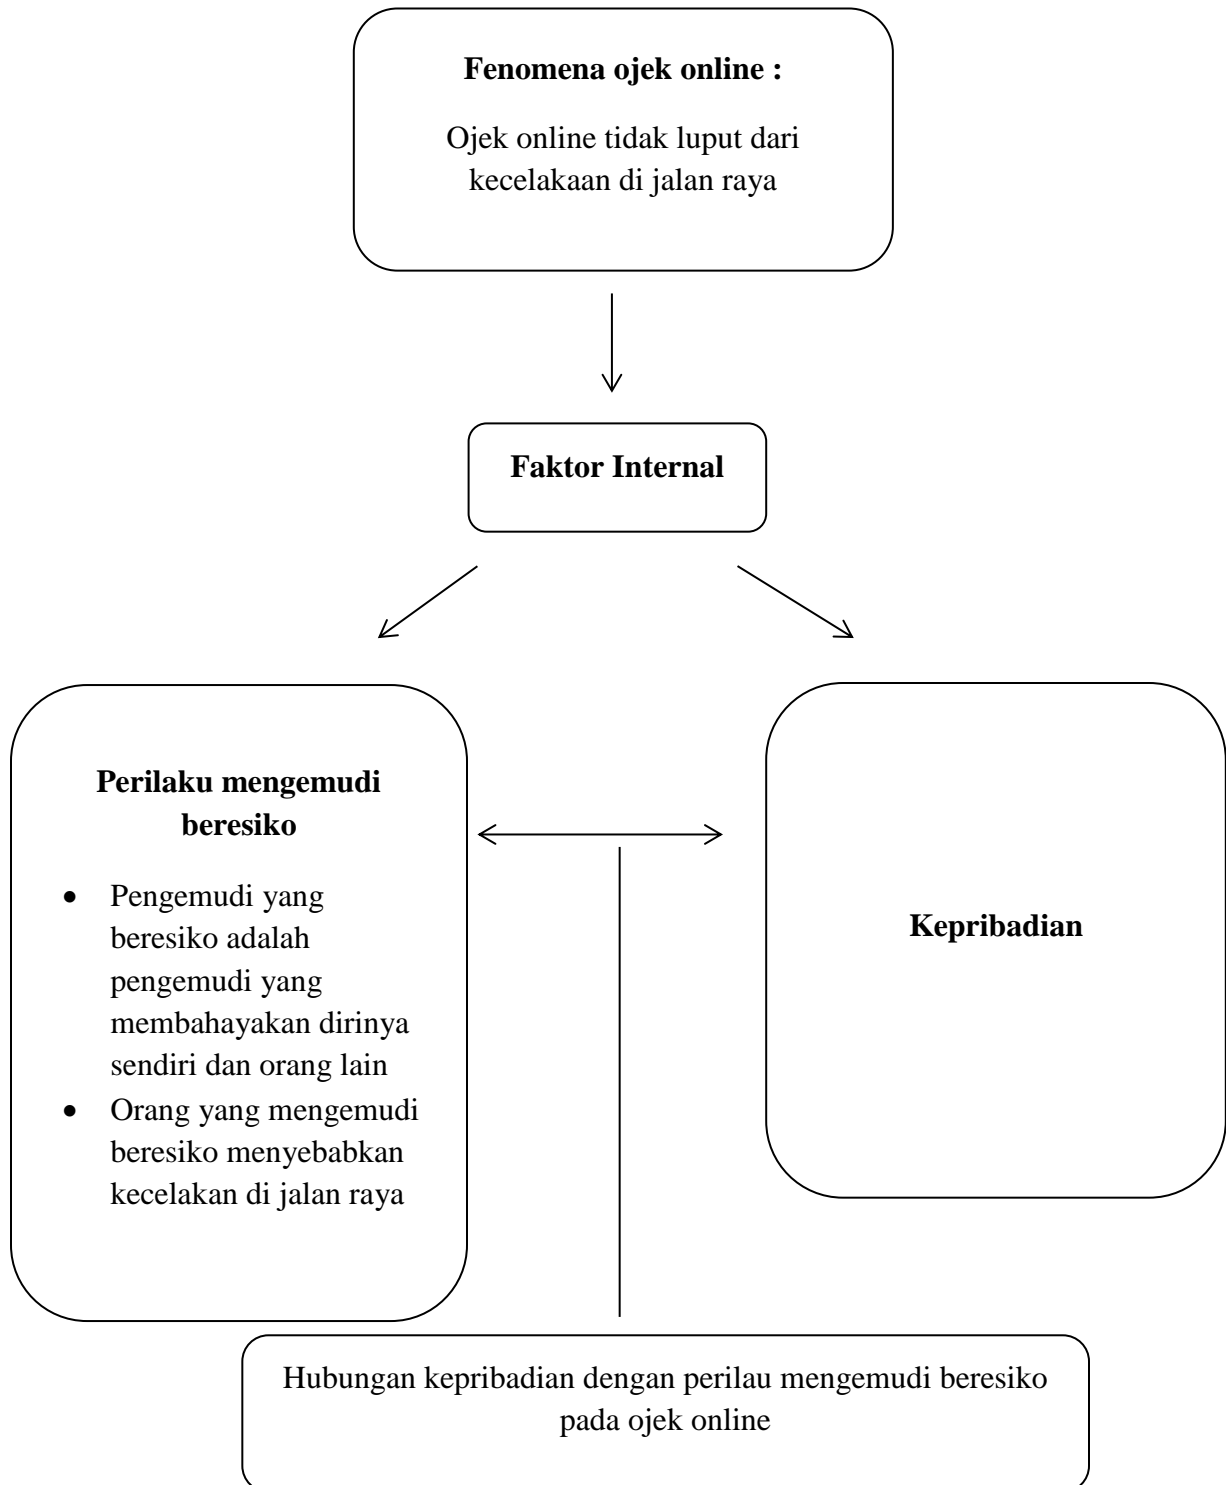 Fenomena ojek online :
Ojek online tidak luput dari
kecelakaan di jalan raya
Faktor Internal
Perilaku mengemudi
beresiko
• Pengemudi yang
beresiko adalah
pengemudi yang
membahayakan dirinya
sendiri dan orang lain
• Orang yang mengemudi
beresiko menyebabkan
kecelakan di jalan raya
Kepribadian
Hubungan kepribadian dengan perilau mengemudi beresiko
pada ojek online